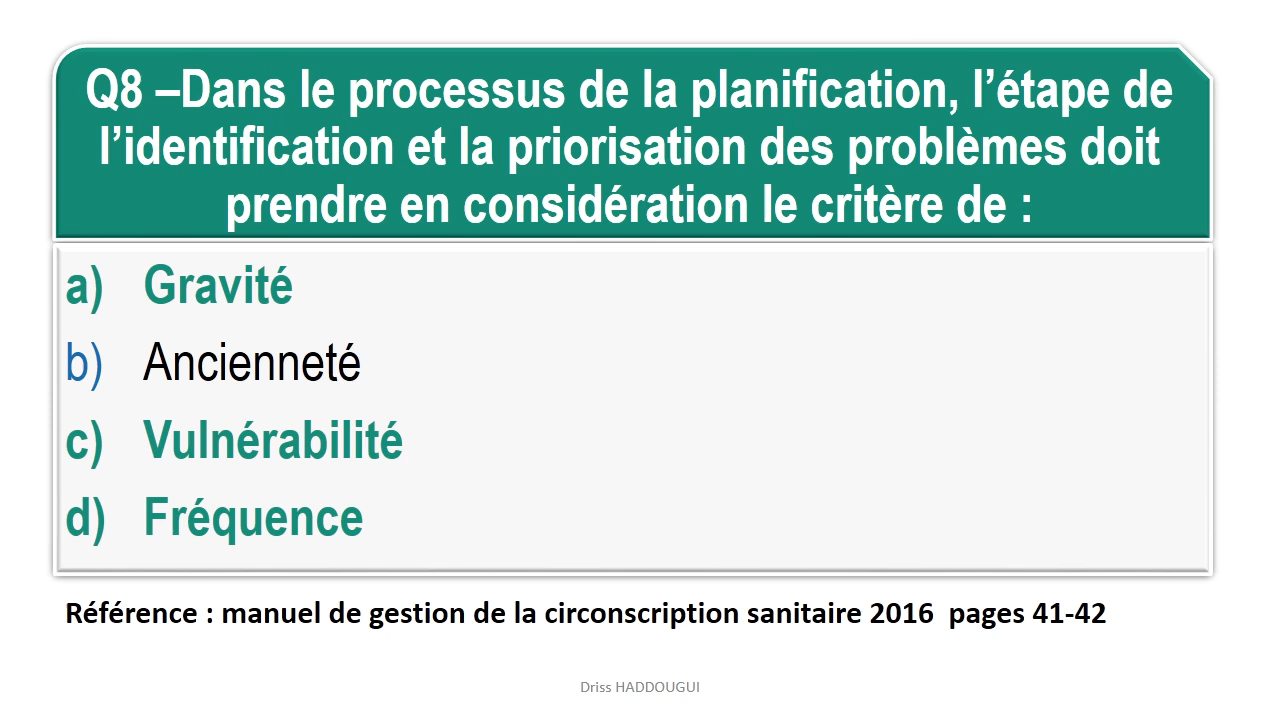 Q8 –Dans le processus de la planification, l’étape de
l’identification et la priorisation des problèmes doit
prendre en considération le critère de :
a) Gravité
b) Ancienneté
c) Vulnérabilité
d) Fréquence
Référence : manuel de gestion de la circonscription sanitaire 2016 pages 41-42
Driss HADDOUGUI